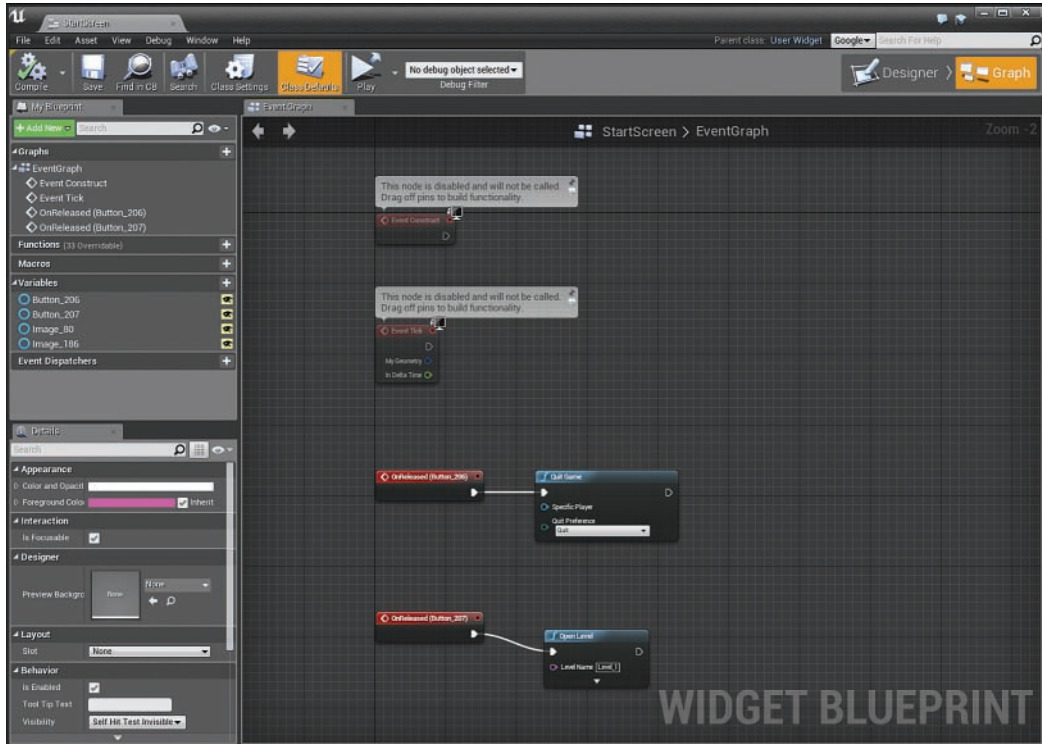 StartScreen
File Edit Asset View Debug Window Help
Parent class: User Widget Google Search For Help
Compile Save Find in CB Search Class Settings Class Defaults Play
No debug object selected
Debug Filter
Designer Graph
My Blueprint
Event Graph
+ Add New Search
StartScreen > EventGraph
Zoom -2
Graphs
EventGraph
Event Construct
Event Tick
OnReleased (Button_206)
OnReleased (Button_207)
Functions (33 Overridable)
Macros
Variables
Button_206
Button_207
Image_80
Image_186
Event Dispatchers
This node is disabled and will not be called.
Drag off pins to build functionality.
Event Construct
This node is disabled and will not be called.
Drag off pins to build functionality.
Event Tick
My Geometry
In Delta Time
Details
Search
Appearance
Color and Opacit
Foreground Color
Inherit
Interaction
Is Focusable
Designer
Preview Backgrc
None
None
Layout
Slot
None
Behavior
Is Enabled
Tool Tip Text
Visibility
Self Hit Test Invisible
OnReleased (Button_206)
Quit Game
Specific Player
Quit Preference
Quit
OnReleased (Button_207)
Open Level
Level Name Level_1
WIDGET BLUEPRINT